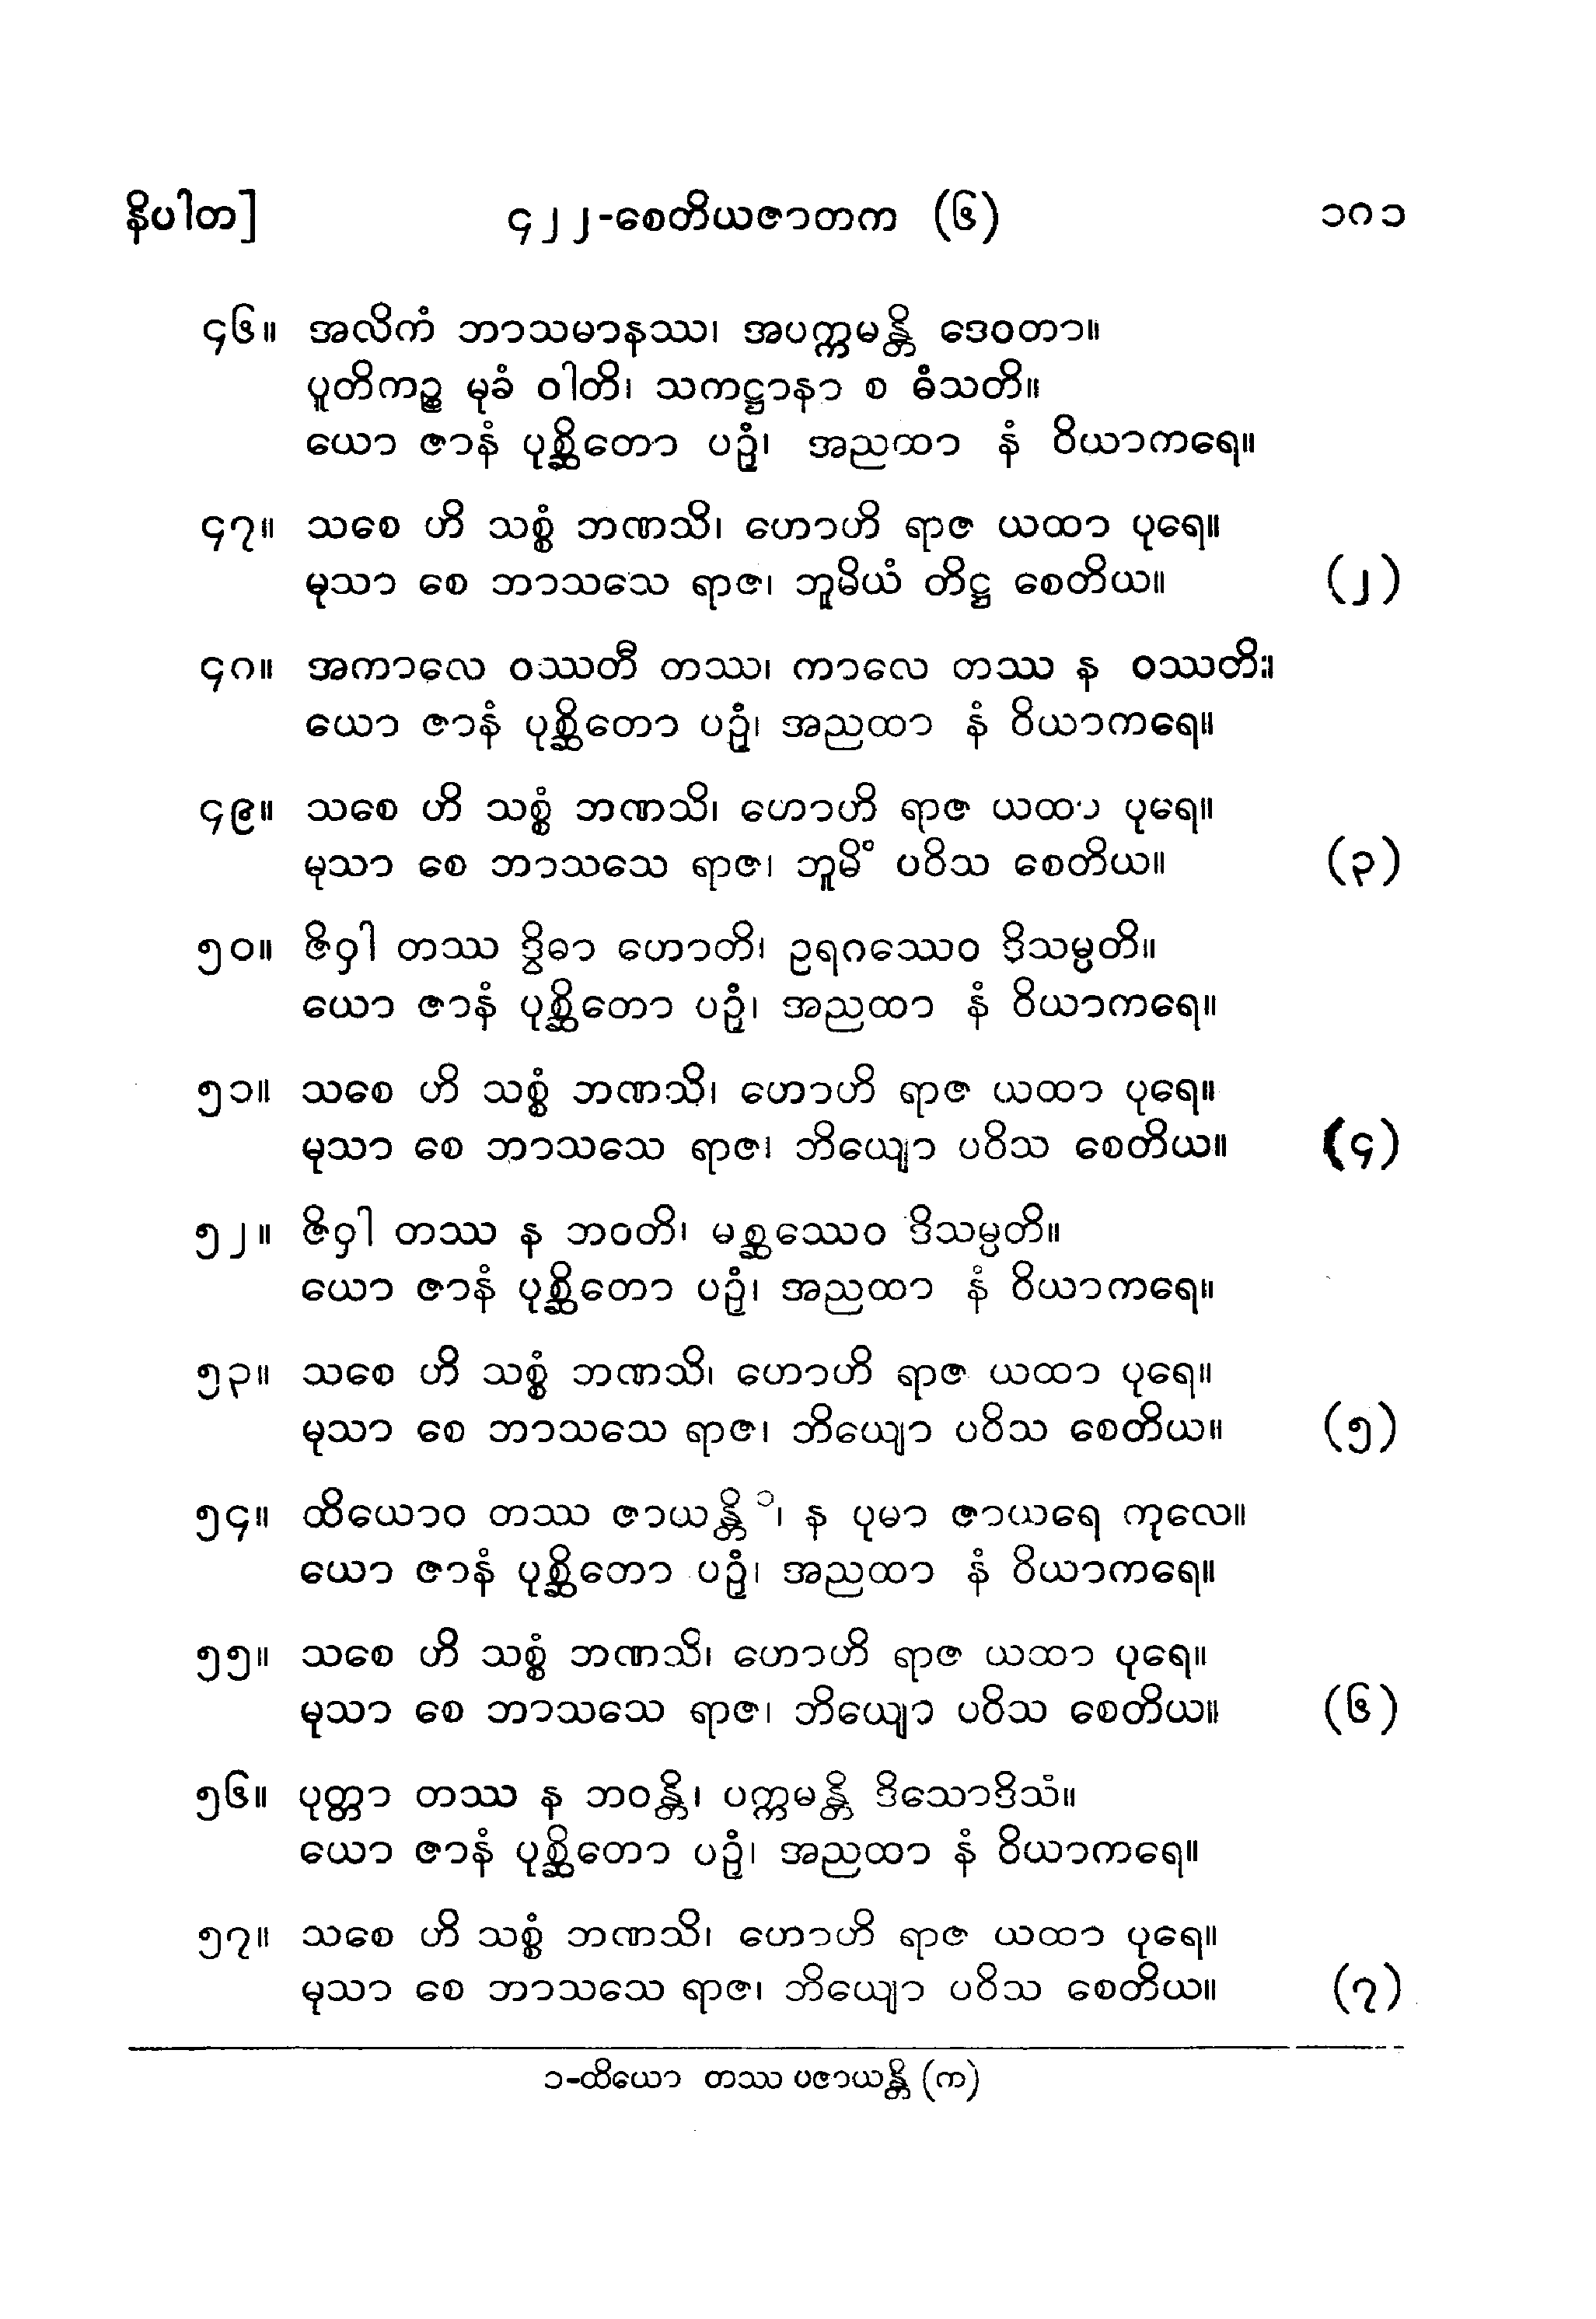 နိပါတ]
၄၂၂-စေတိယဇာတက (၆)
၁၈၁
၄၆။ အလိကံ ဘာသမာနဿ၊ အပက္ကမန္တိ ဒေဝတာ။
ပူတိကဉ္စ မုခံ ဝါတိ၊ သကဋ္ဌာနာ စ ဓံသတိ။
ယော ဇာနံ ပုစ္ဆိတော ပဉှံ၊ အညထာ နံ ဝိယာကရေ။
၄၇။ သစေ ဟိ သစ္စံ ဘဏသိ၊ ဟောဟိ ရာဇ ယထာ ပုရေ။
မုသာ စေ ဘာသသေ ရာဇ၊ ဘူမိယံ တိဋ္ဌ စေတိယ။ (၂)
၄၈။ အကာလေ ဝဿတီ တဿ၊ ကာလေ တဿ န ဝဿတိ။
ယော ဇာနံ ပုစ္ဆိတော ပဉှံ၊ အညထာ နံ ဝိယာကရေ။
၄၉။ သစေ ဟိ သစ္စံ ဘဏသိ၊ ဟောဟိ ရာဇ ယထာ ပုရေ။
မုသာ စေ ဘာသသေ ရာဇ၊ ဘူမိံ ပဝိသ စေတိယ။ (၃)
၅၀။ ဇိဝှါ တဿ ဒွိဓာ ဟောတိ၊ ဥရဂဿေဝ ဒိသမ္ပတိ။
ယော ဇာနံ ပုစ္ဆိတော ပဉှံ၊ အညထာ နံ ဝိယာကရေ။
၅၁။ သစေ ဟိ သစ္စံ ဘဏသိ၊ ဟောဟိ ရာဇ ယထာ ပုရေ။
မုသာ စေ ဘာသသေ ရာဇ၊ ဘိယျော ပဝိသ စေတိယ။ (၄)
၅၂။ ဇိဝှါ တဿ န ဘဝတိ၊ မစ္ဆဿေဝ ဒိသမ္ပတိ။
ယော ဇာနံ ပုစ္ဆိတော ပဉှံ၊ အညထာ နံ ဝိယာကရေ။
၅၃။ သစေ ဟိ သစ္စံ ဘဏသိ၊ ဟောဟိ ရာဇ ယထာ ပုရေ။
မုသာ စေ ဘာသသေ ရာဇ၊ ဘိယျော ပဝိသ စေတိယ။ (၅)
၅၄။ ထိယောဝ တဿ ဇာယန္တိ ၁၊ န ပုမာ ဇာယရေ ကုလေ။
ယော ဇာနံ ပုစ္ဆိတော ပဉှံ၊ အညထာ နံ ဝိယာကရေ။
၅၅။ သစေ ဟိ သစ္စံ ဘဏသိ၊ ဟောဟိ ရာဇ ယထာ ပုရေ။
မုသာ စေ ဘာသသေ ရာဇ၊ ဘိယျော ပဝိသ စေတိယ။ (၆)
၅၆။ ပုတ္တာ တဿ န ဘဝန္တိ၊ ပက္ကမန္တိ ဒိသောဒိသံ။
ယော ဇာနံ ပုစ္ဆိတော ပဉှံ၊ အညထာ နံ ဝိယာကရေ။
၅၇။ သစေ ဟိ သစ္စံ ဘဏသိ၊ ဟောဟိ ရာဇ ယထာ ပုရေ။
မုသာ စေ ဘာသသေ ရာဇ၊ ဘိယျော ပဝိသ စေတိယ။ (၇)
၁-ထိယော တဿ ပဇာယန္တိ (က)